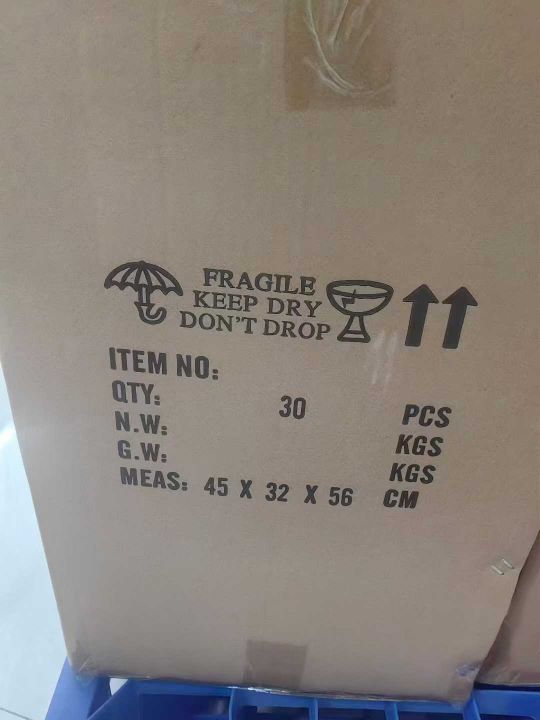 FRAGILE
KEEP DRY
DON'T DROP
ITEM NO:
QTY: 30 PCS
N.W: KGS
G.W: KGS
MEAS: 45 X 32 X 56 CM